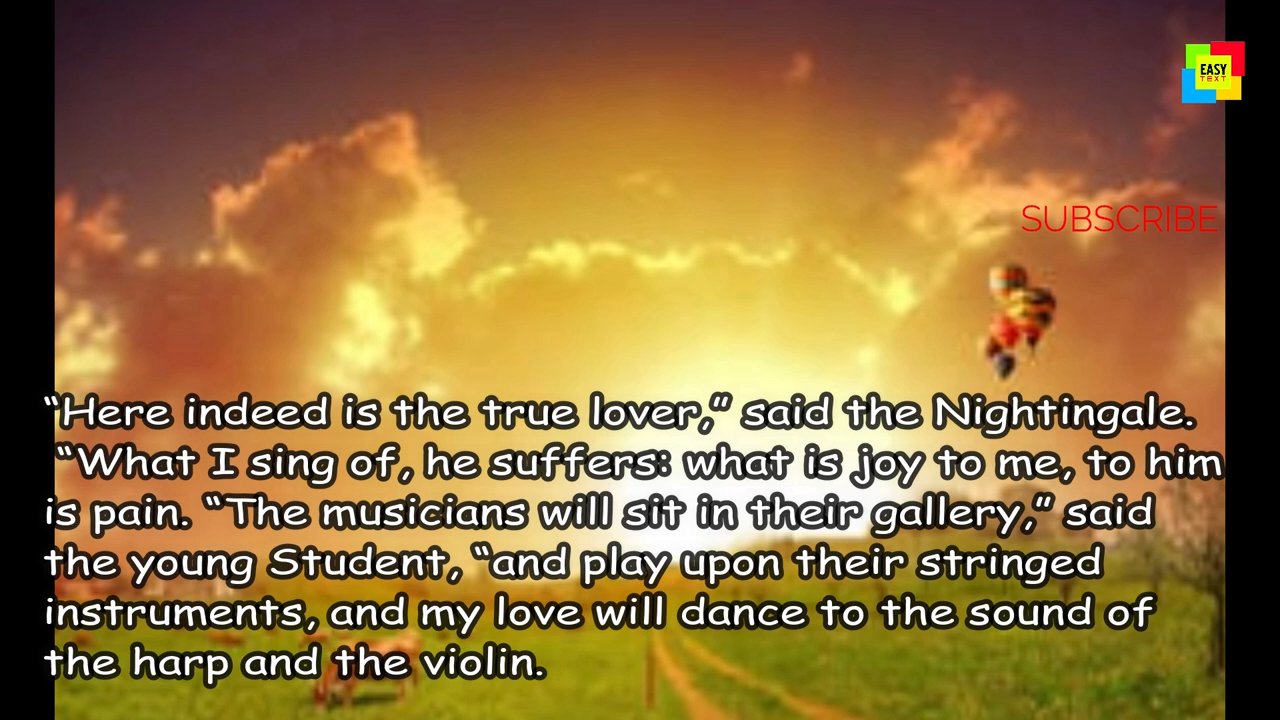 EASY
TEXT
SUBSCRIBE
“Here indeed is the true lover,” said the Nightingale.
“What I sing of, he suffers: what is joy to me, to him
is pain. “The musicians will sit in their gallery,” said
the young Student, “and play upon their stringed
instruments, and my love will dance to the sound of
the harp and the violin.